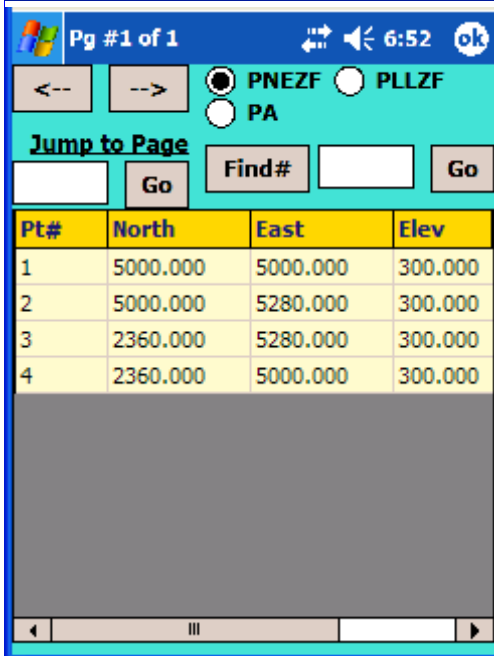 Pg #1 of 1 6:52 ok
<-- --> PNEZF PLLZF
PA
Jump to Page
Go Find# Go
Pt# North East Elev
1 5000.000 5000.000 300.000
2 5000.000 5280.000 300.000
3 2360.000 5280.000 300.000
4 2360.000 5000.000 300.000